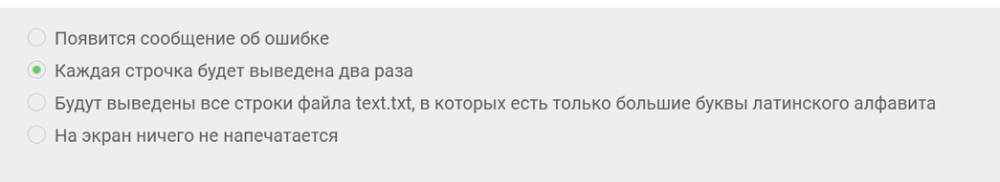 Появится сообщение об ошибке
Каждая строчка будет выведена два раза
Будут выведены все строки файла text.txt, в которых есть только большие буквы латинского алфавита
На экран ничего не напечатается